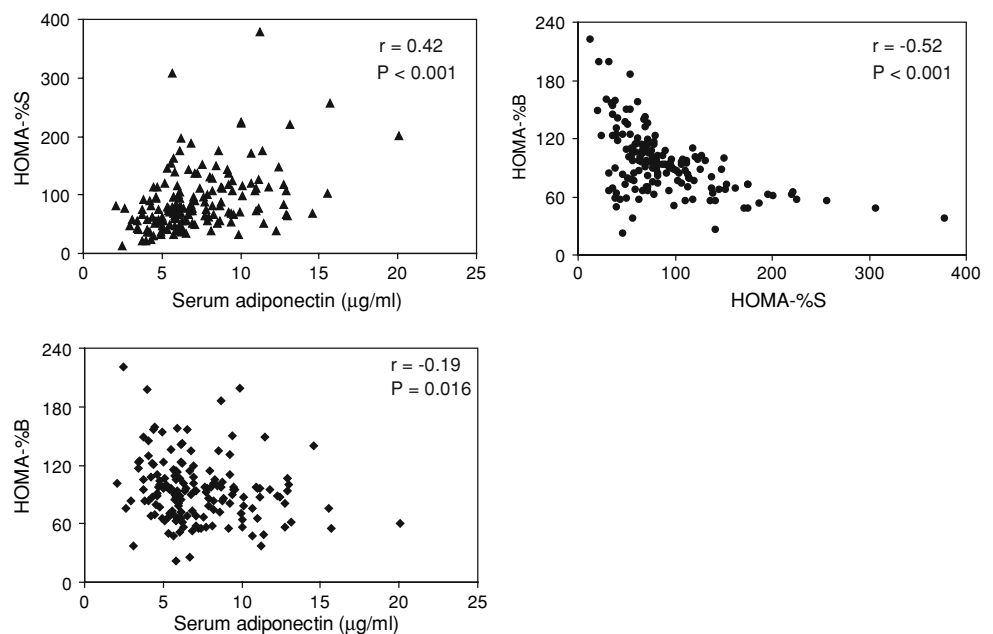 400
300
200
100
0
HOMA-%S
r = 0.42
P < 0.001
0 5 10 15 20 25
Serum adiponectin (μg/ml)
240
180
120
60
0
HOMA-%B
r = -0.52
P < 0.001
0 100 200 300 400
HOMA-%S
240
180
120
60
0
HOMA-%B
r = -0.19
P = 0.016
0 5 10 15 20 25
Serum adiponectin (μg/ml)